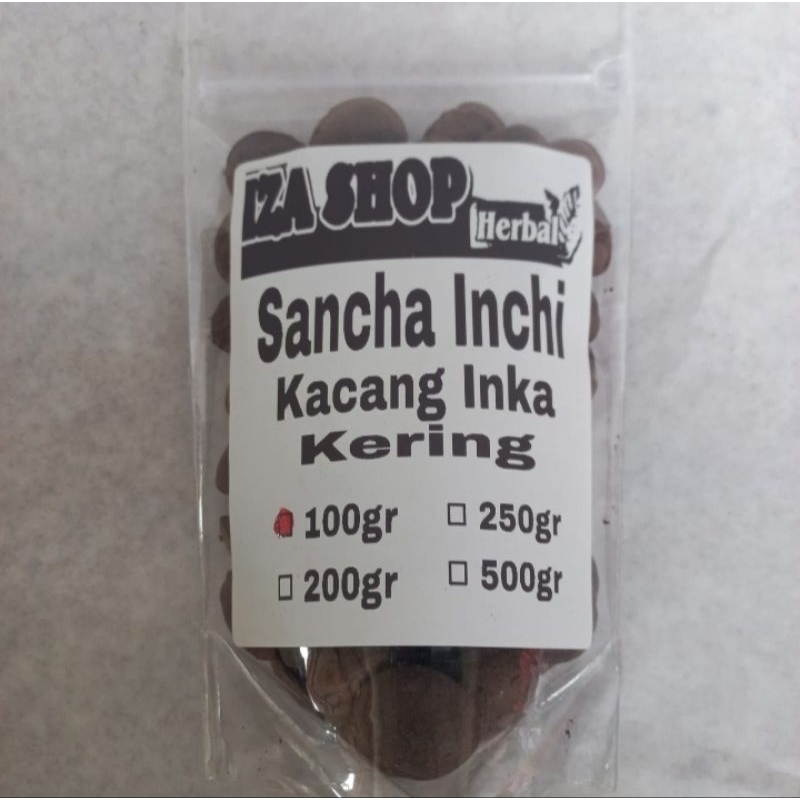 IZA SHOP
Herbal
Sancha Inchi
Kacang Inka
Kering
100gr
250gr
200gr
500gr